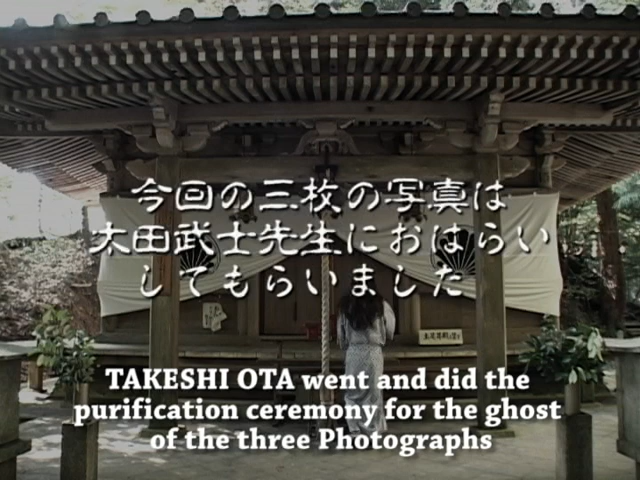 今回の三枚の写真は
太田武士先生におはらい
してもらいました
TAKESHI OTA went and did the
purification ceremony for the ghost
of the three Photographs